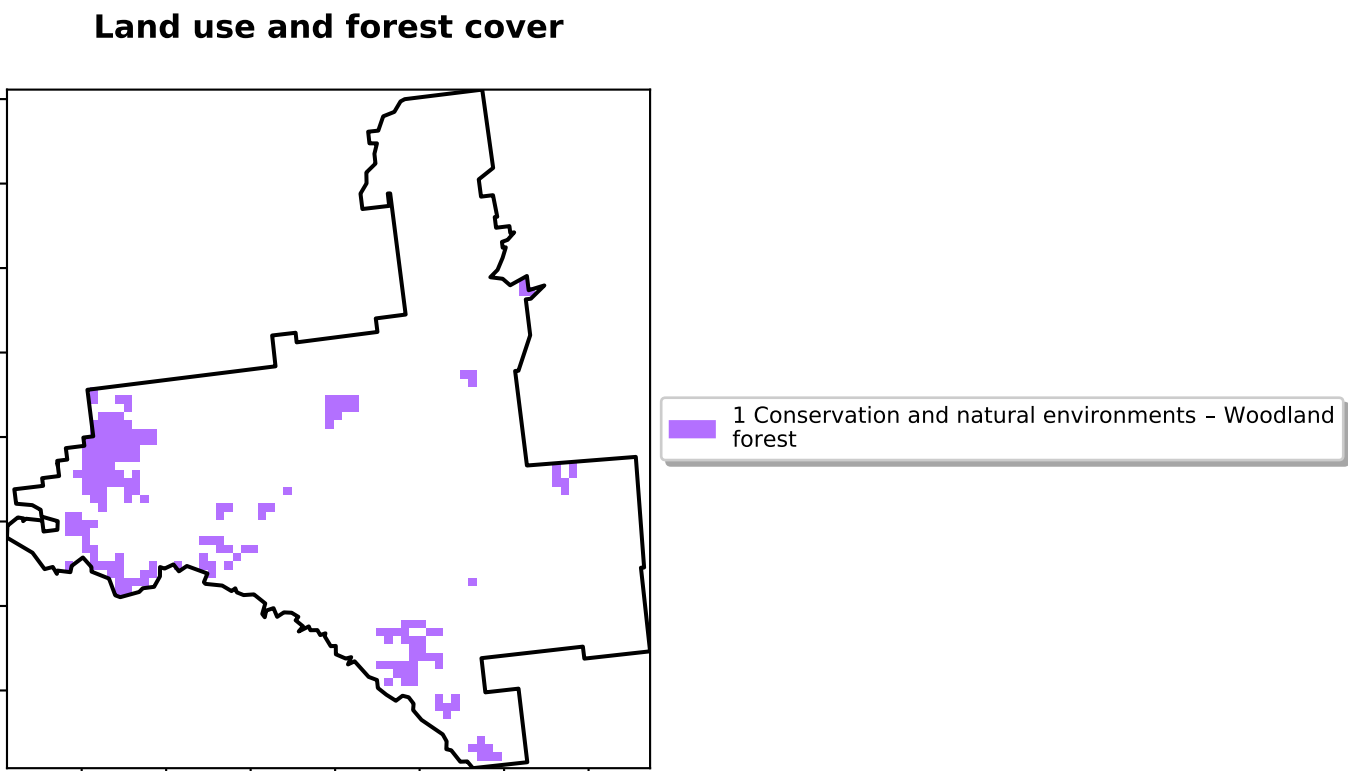 Land use and forest cover
1 Conservation and natural environments – Woodland
forest